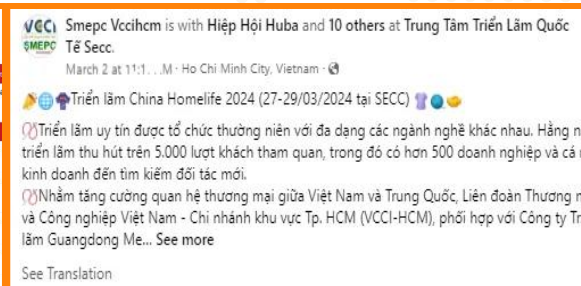 VCCI SMEPC
Smepc Vccihcm is with Hiệp Hội Huba and 10 others at Trung Tâm Triển Lãm Quốc
Tế Secc.
March 2 at 11:1...M · Ho Chi Minh City, Vietnam ·
Triển lãm China Homelife 2024 (27-29/03/2024 tại SECC)
Triển lãm uy tín được tổ chức thường niên với đa dạng các ngành nghề khác nhau. Hằng
triển lãm thu hút trên 5.000 lượt khách tham quan, trong đó có hơn 500 doanh nghiệp và cá
kinh doanh đến tìm kiếm đối tác mới.
Nhằm tăng cường quan hệ thương mại giữa Việt Nam và Trung Quốc, Liên đoàn Thương
và Công nghiệp Việt Nam - Chi nhánh khu vực Tp. HCM (VCCI-HCM), phối hợp với Công ty
lãm Guangdong Me... See more
See Translation